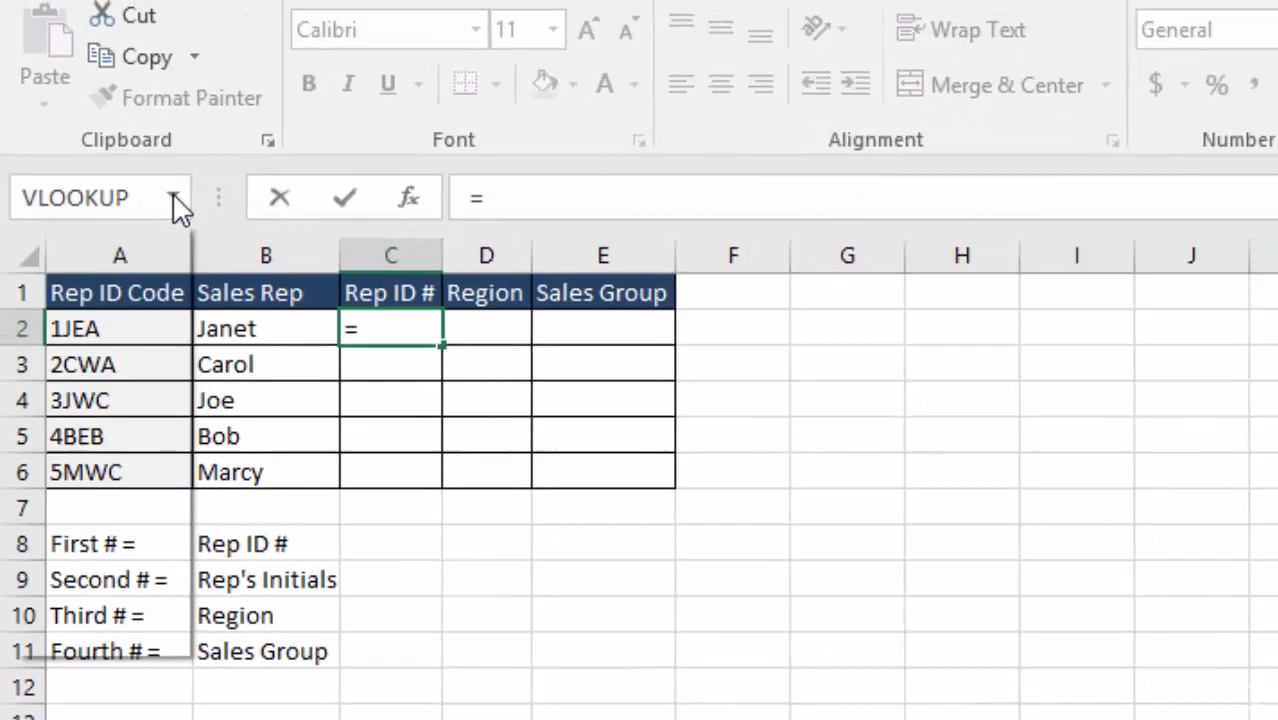 Cut
Copy
Paste
Format Painter
Clipboard
Calibri
11
B I U
A
Font
Wrap Text
Merge & Center
Alignment
General
$ % ,
Number
VLOOKUP
fx
=
A B C D E F G H I J
1 Rep ID Code Sales Rep Rep ID # Region Sales Group
2 1JEA Janet =
3 2CWA Carol
4 3JWC Joe
5 4BEB Bob
6 5MWC Marcy
7
8 First # = Rep ID #
9 Second # = Rep's Initials
10 Third # = Region
11 Fourth # = Sales Group
12